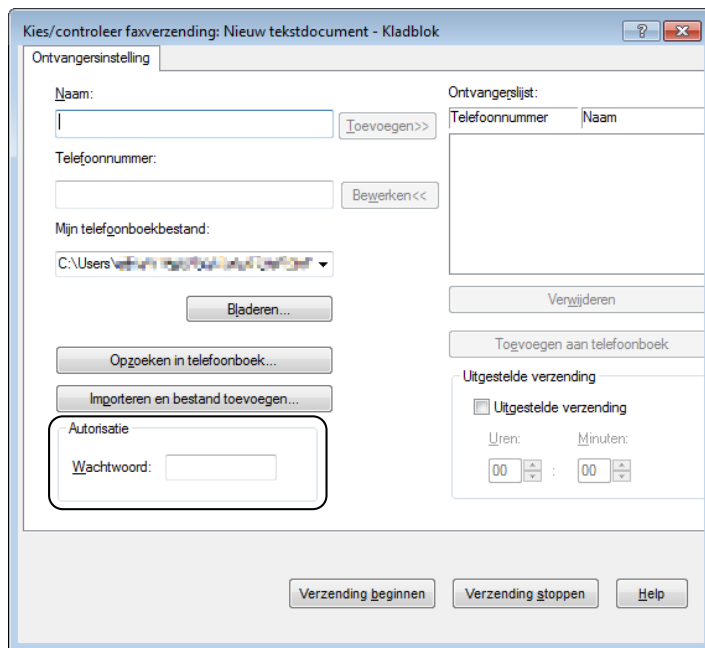 Kies/controleer faxverzending: Nieuw tekstdocument - Kladblok
Ontvangersinstelling
Naam:
Toevoegen>>
Telefoonnummer:
Bewerken<<
Mijn telefoonboekbestand:
C:\Users\
Bladeren...
Opzoeken in telefoonboek...
Importeren en bestand toevoegen...
Autorisatie
Wachtwoord:
Ontvangerslijst:
Telefoonnummer Naam
Verwijderen
Toevoegen aan telefoonboek
Uitgestelde verzending
Uitgestelde verzending
Uren: Minuten:
00 : 00
Verzending beginnen Verzending stoppen Help